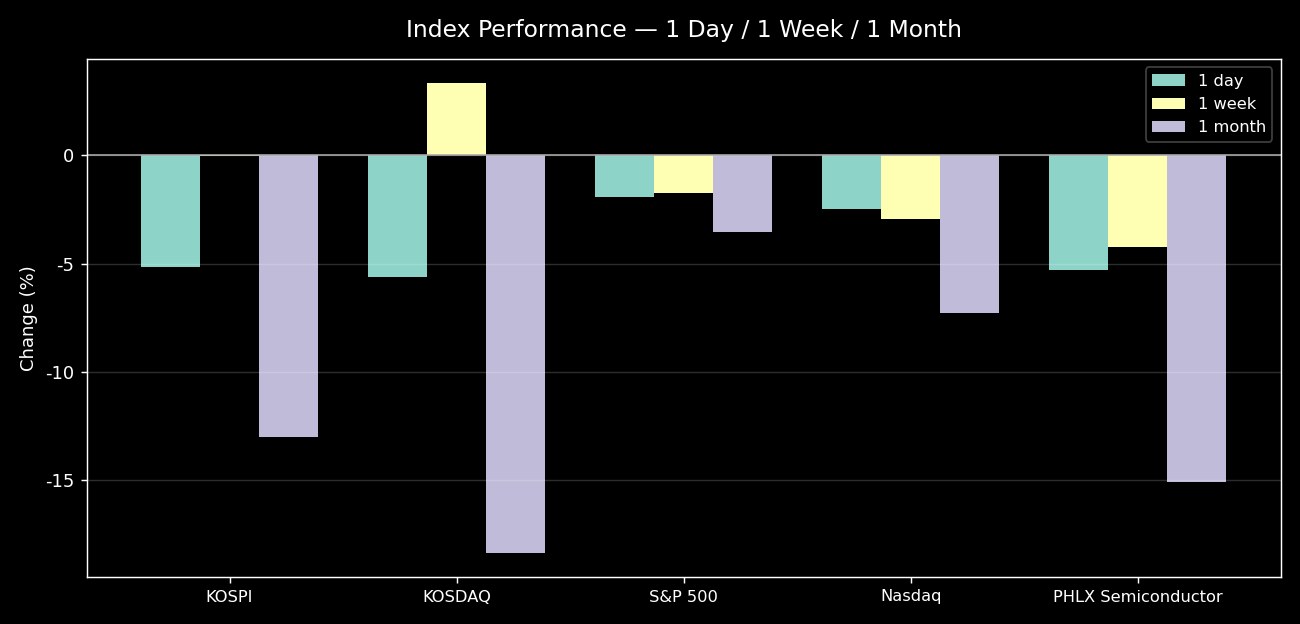 Index Performance — 1 Day / 1 Week / 1 Month
1 day
1 week
1 month
Change (%)
0
-5
-10
-15
KOSPI
KOSDAQ
S&P 500
Nasdaq
PHLX Semiconductor